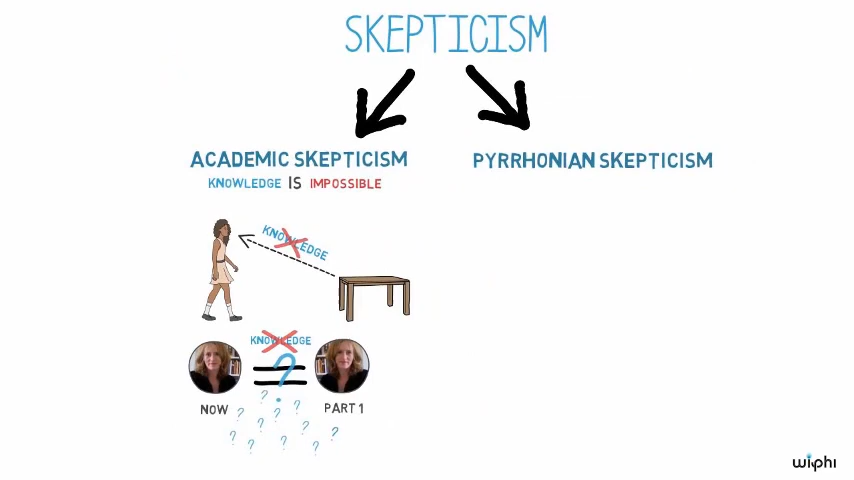 SKEPTICISM
ACADEMIC SKEPTICISM
KNOWLEDGE IS IMPOSSIBLE
KNOWLEDGE
KNOWLEDGE
?
NOW
PART 1
? ? ? ? ? ? ? ? ? ?
PYRRHONIAN SKEPTICISM
wiphi